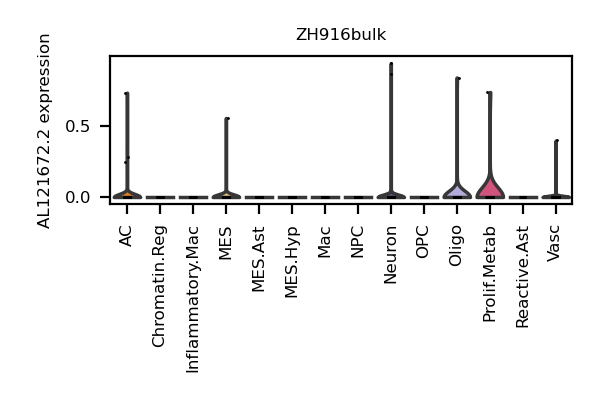 ZH916bulk
AL121672.2 expression
0.5
0.0
AC
Chromatin.Reg
Inflammatory.Mac
MES
MES.Ast
MES.Hyp
Mac
NPC
Neuron
OPC
Oligo
Prolif.Metab
Reactive.Ast
Vasc